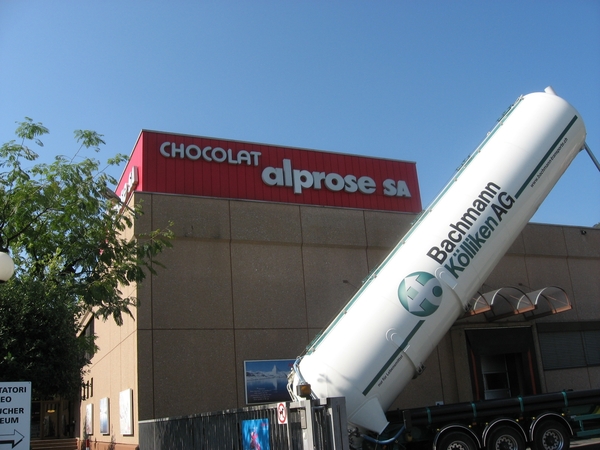 CHOCOLAT
alprose SA
Bachmann
Kölliken AG
TATORI
EO
UCHER
EUM